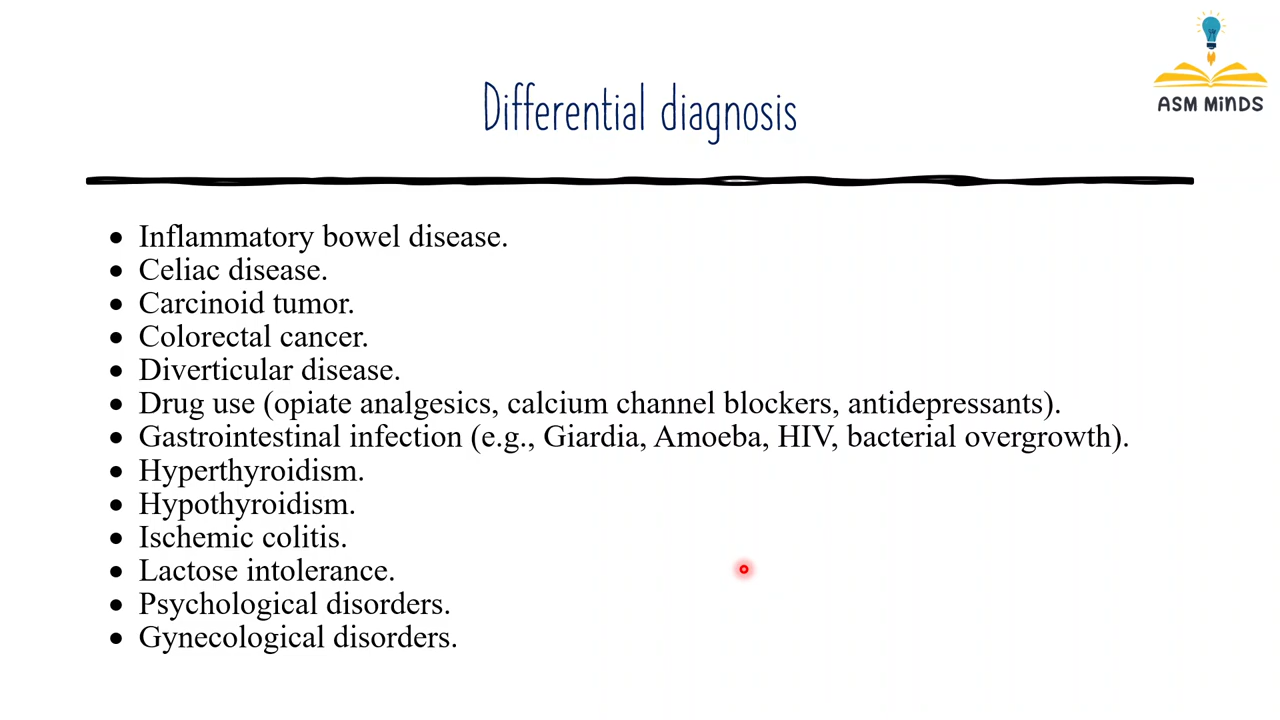 ASM MiNDS
Differential diagnosis
• Inflammatory bowel disease.
• Celiac disease.
• Carcinoid tumor.
• Colorectal cancer.
• Diverticular disease.
• Drug use (opiate analgesics, calcium channel blockers, antidepressants).
• Gastrointestinal infection (e.g., Giardia, Amoeba, HIV, bacterial overgrowth).
• Hyperthyroidism.
• Hypothyroidism.
• Ischemic colitis.
• Lactose intolerance.
• Psychological disorders.
• Gynecological disorders.